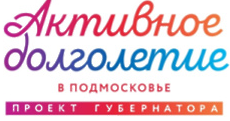 Активное
долголетие
В ПОДМОСКОВЬЕ
ПРОЕКТ ГУБЕРНАТОРА